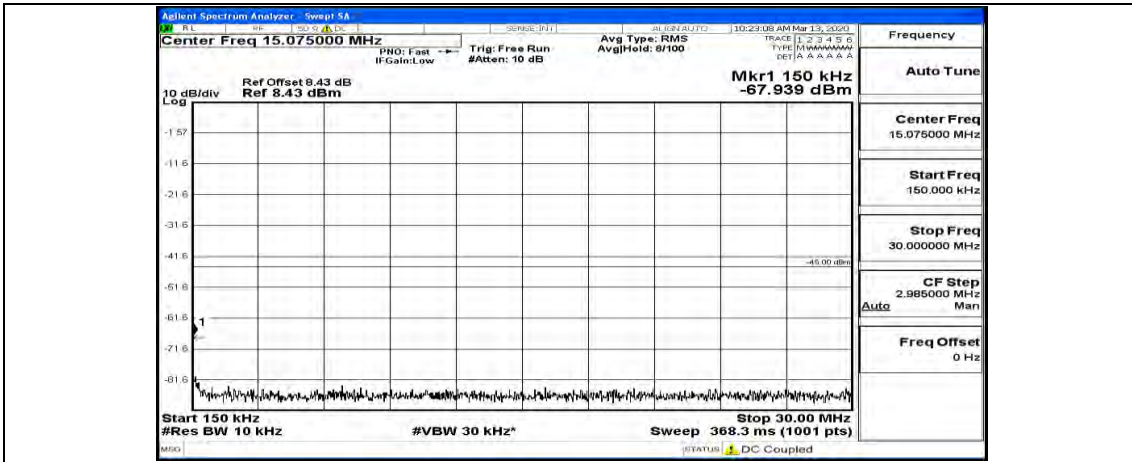 Agilent Spectrum Analyzer - Swept SA
RL RF 50 Ω DC SENSE:INT ALIGN AUTO 10:23:08 AM Mar 13, 2020
Center Freq 15.075000 MHz
PNO: Fast
IFGain:Low
Trig: Free Run
#Atten: 10 dB
Avg Type: RMS
Avg|Hold: 8/100
TRACE 1 2 3 4 5 6
TYPE MWWWWW
DET A A A A A A
Ref Offset 8.43 dB
10 dB/div Ref 8.43 dBm
Log
Mkr1 150 kHz
-67.939 dBm
-1.57
-11.6
-21.6
-31.6
-41.6
-45.00 dBm
-51.6
-61.6
1
-71.6
-81.6
Start 150 kHz
Stop 30.00 MHz
#Res BW 10 kHz
#VBW 30 kHz*
Sweep 368.3 ms (1001 pts)
MSG
STATUS DC Coupled
Frequency
Auto Tune
Center Freq
15.075000 MHz
Start Freq
150.000 kHz
Stop Freq
30.000000 MHz
CF Step
2.985000 MHz
Auto Man
Freq Offset
0 Hz